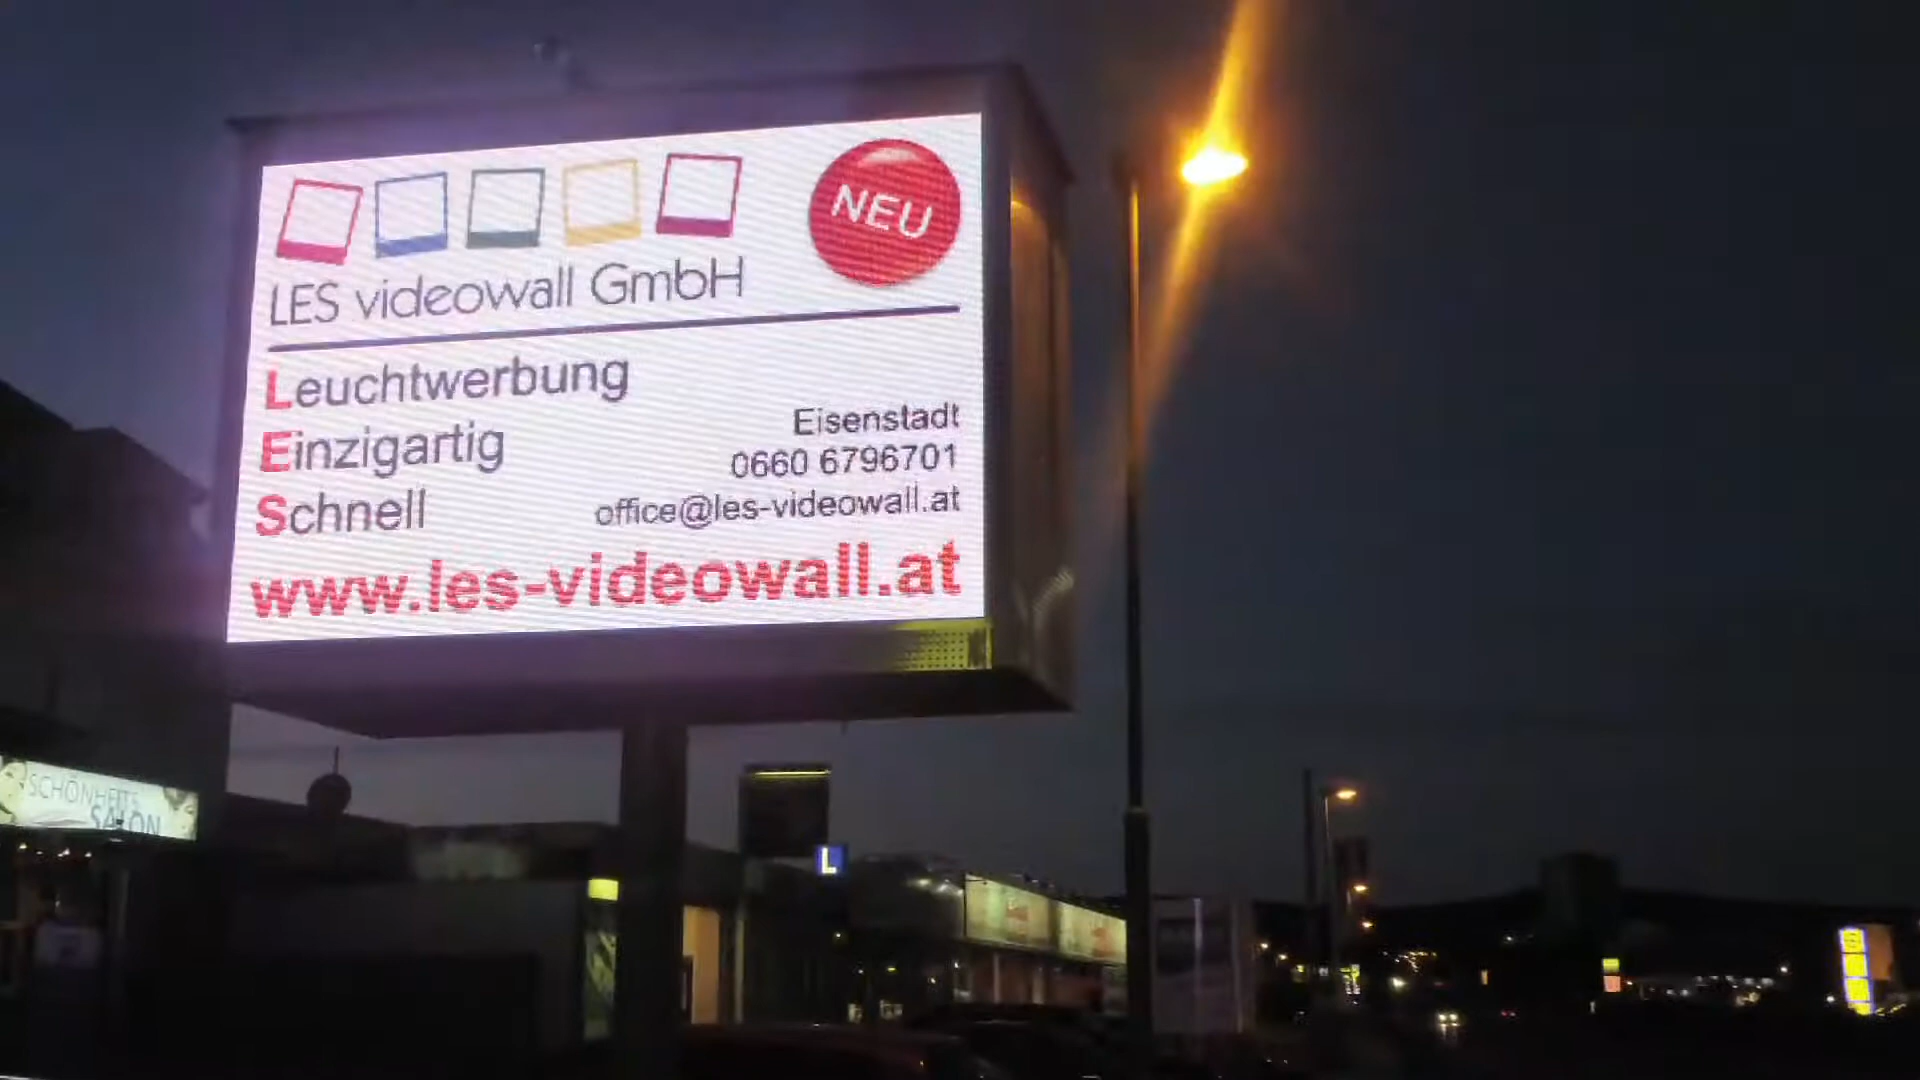 NEU
LES videowall GmbH
Leuchtwerbung
Einzigartig
Schnell
Eisenstadt
0660 6796701
office@les-videowall.at
www.les-videowall.at
SCHÖNHEITS
SALON
L